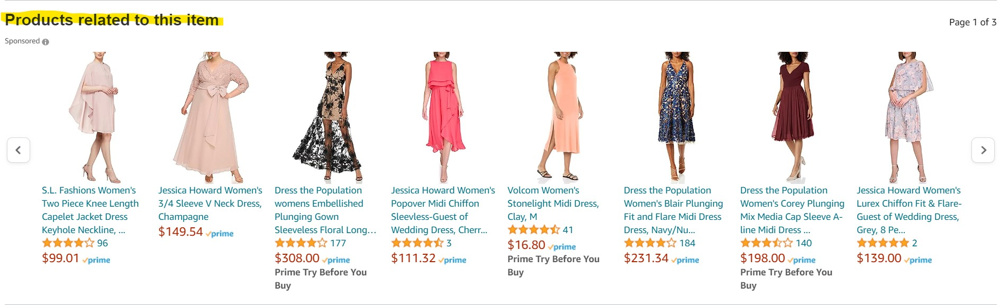 Products related to this item
Page 1 of 3
Sponsored
S.L. Fashions Women's
Two Piece Knee Length
Capelet Jacket Dress
Keyhole Neckline, ...
96
$99.01 prime
Jessica Howard Women's
3/4 Sleeve V Neck Dress,
Champagne
$149.54 prime
Dress the Population
womens Embellished
Plunging Gown
Sleeveless Floral Long...
177
$308.00 prime
Prime Try Before You
Buy
Jessica Howard Women's
Popover Midi Chiffon
Sleevless-Guest of
Wedding Dress, Cherr...
3
$111.32 prime
Volcom Women's
Stonelight Midi Dress,
Clay, M
41
$16.80 prime
Prime Try Before You
Buy
Dress the Population
Women's Blair Plunging
Fit and Flare Midi Dress
Dress, Navy/Nu...
184
$231.34 prime
Dress the Population
Women's Corey Plunging
Mix Media Cap Sleeve A-
line Midi Dress ...
140
$198.00 prime
Prime Try Before You
Buy
Jessica Howard Women's
Lurex Chiffon Fit & Flare-
Guest of Wedding Dress,
Grey, 8 Pe...
2
$139.00 prime